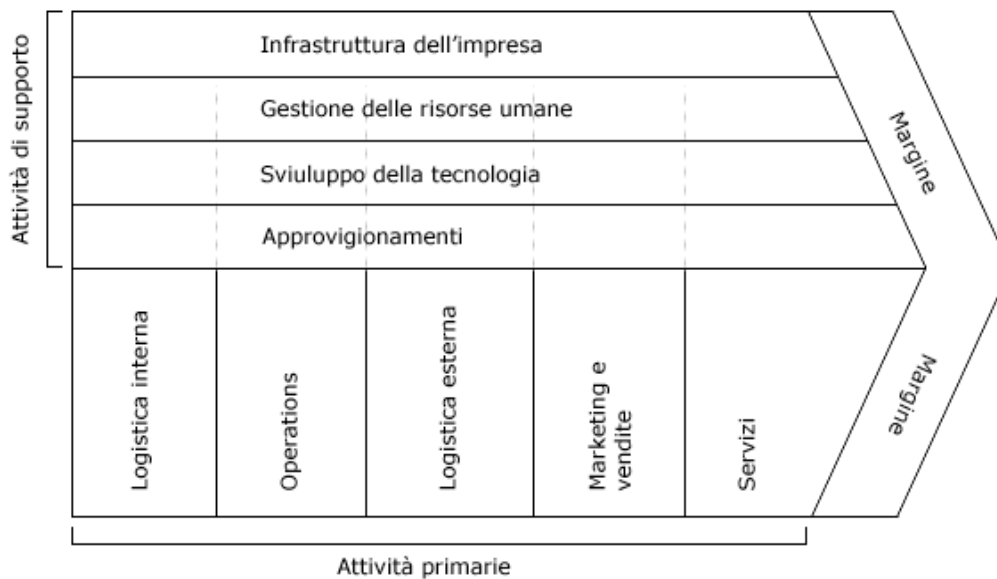 Attività di supporto
Infrastruttura dell'impresa
Gestione delle risorse umane
Sviuluppo della tecnologia
Approvigionamenti
Margine
Logistica interna
Operations
Logistica esterna
Marketing e
vendite
Servizi
Margine
Attività primarie